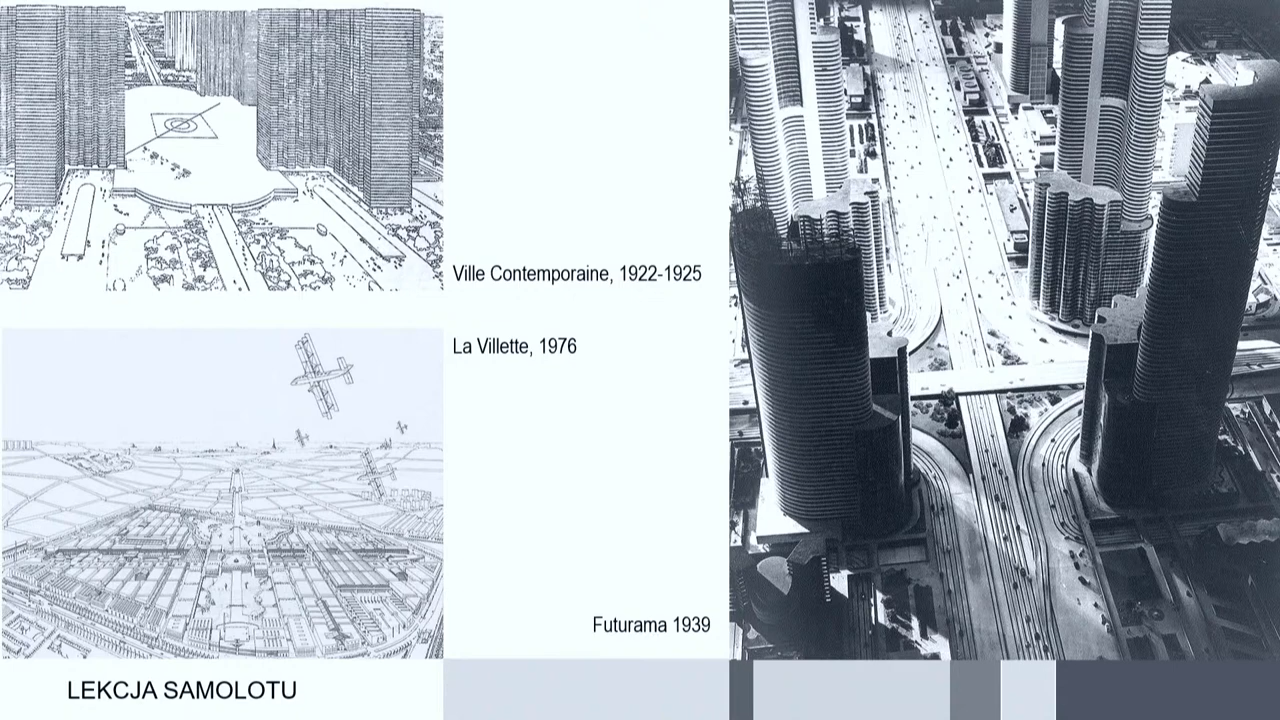 Ville Contemporaine, 1922-1925
La Villette, 1976
Futurama 1939
LEKCJA SAMOLOTU